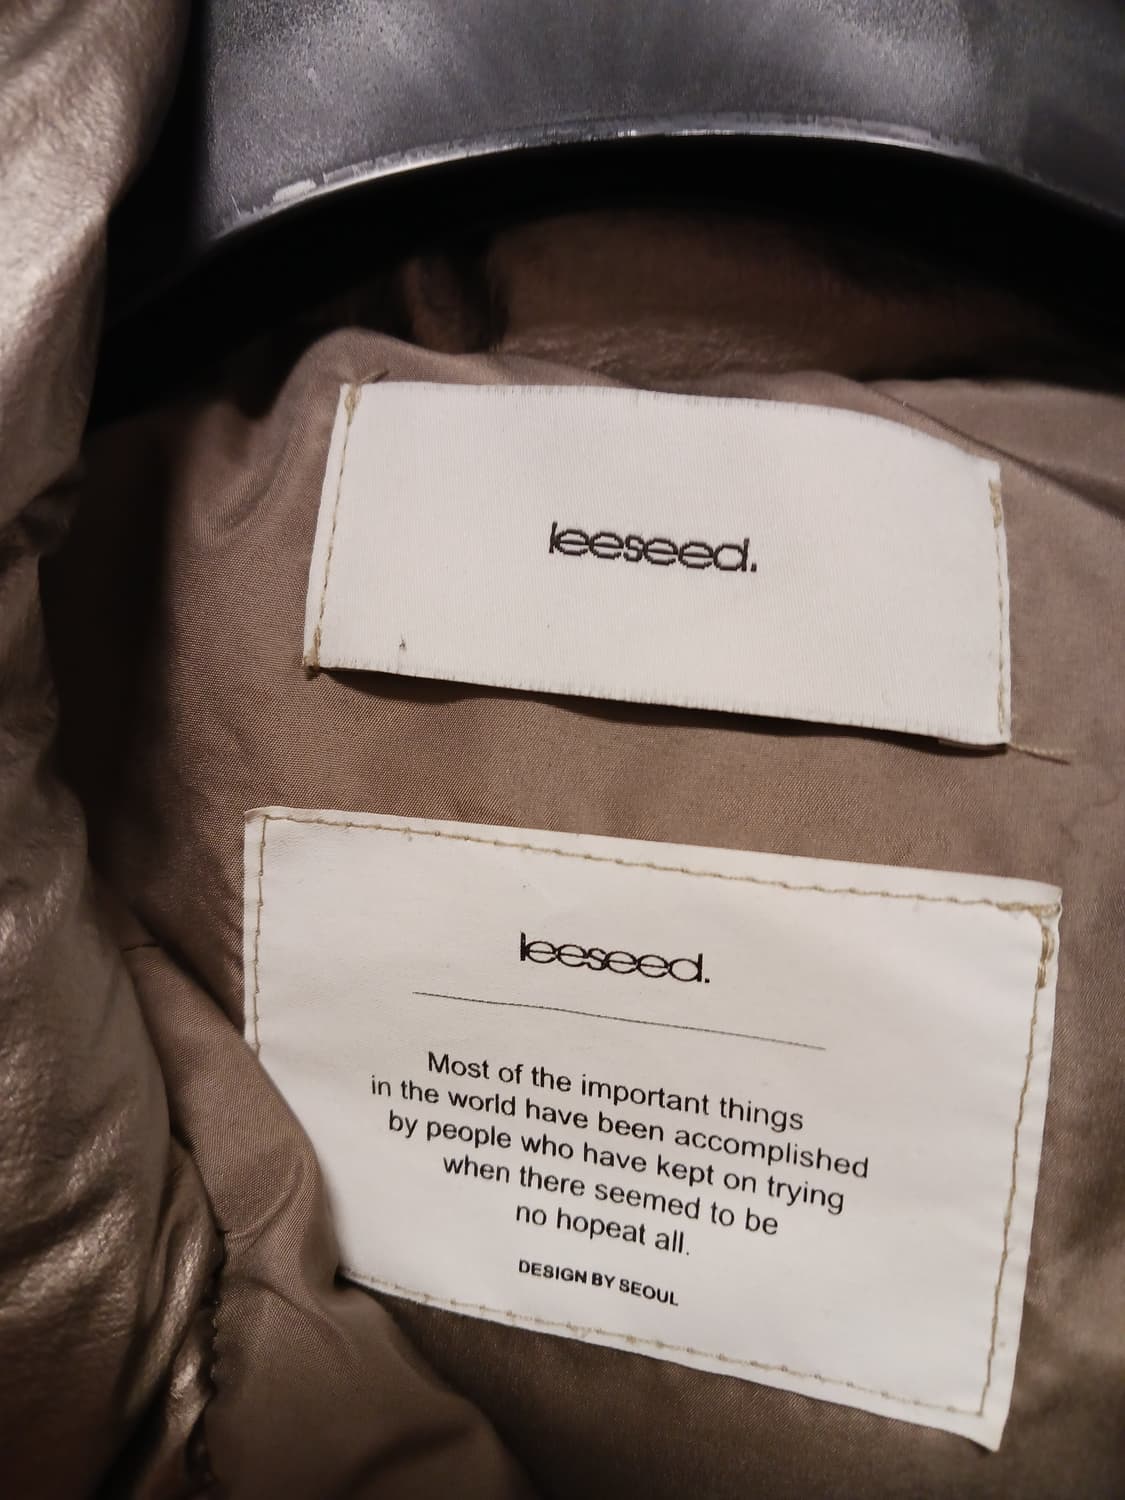 leeseed.
leeseed.
Most of the important things
in the world have been accomplished
by people who have kept on trying
when there seemed to be
no hopeat all.
DESIGN BY SEOUL